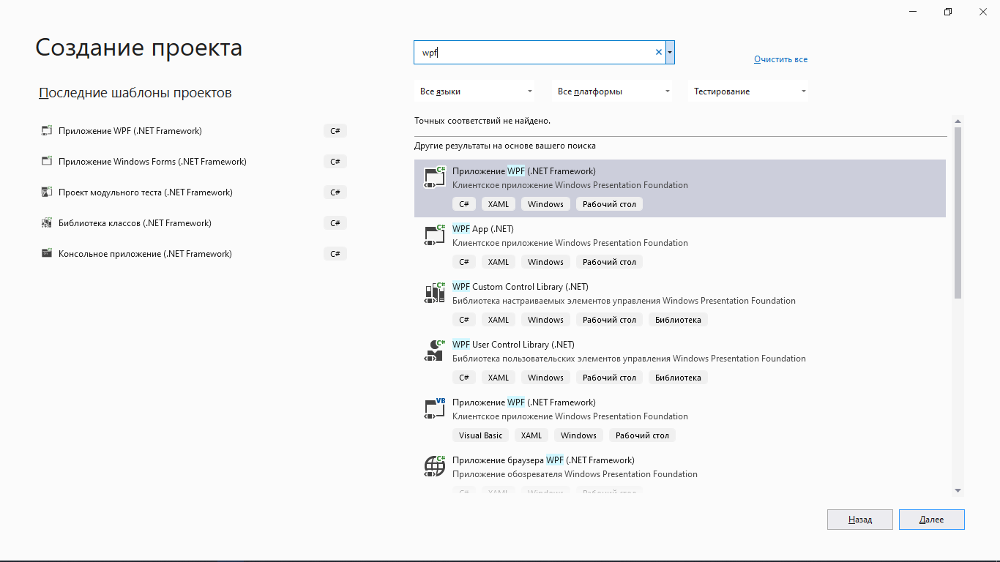 Создание проекта
Последние шаблоны проектов
Приложение WPF (.NET Framework) C#
Приложение Windows Forms (.NET Framework) C#
Проект модульного теста (.NET Framework) C#
Библиотека классов (.NET Framework) C#
Консольное приложение (.NET Framework) C#
wpf
Очистить все
Все языки Все платформы Тестирование
Точных соответствий не найдено.
Другие результаты на основе вашего поиска
Приложение WPF (.NET Framework)
Клиентское приложение Windows Presentation Foundation
C# XAML Windows Рабочий стол
WPF App (.NET)
Клиентское приложение Windows Presentation Foundation
C# XAML Windows Рабочий стол
WPF Custom Control Library (.NET)
Библиотека настраиваемых элементов управления Windows Presentation Foundation
C# XAML Windows Рабочий стол Библиотека
WPF User Control Library (.NET)
Библиотека пользовательских элементов управления Windows Presentation Foundation
C# XAML Windows Рабочий стол Библиотека
Приложение WPF (.NET Framework)
Клиентское приложение Windows Presentation Foundation
Visual Basic XAML Windows Рабочий стол
Приложение браузера WPF (.NET Framework)
Приложение обозревателя Windows Presentation Foundation
C# XAML Windows Рабочий стол
Назад Далее